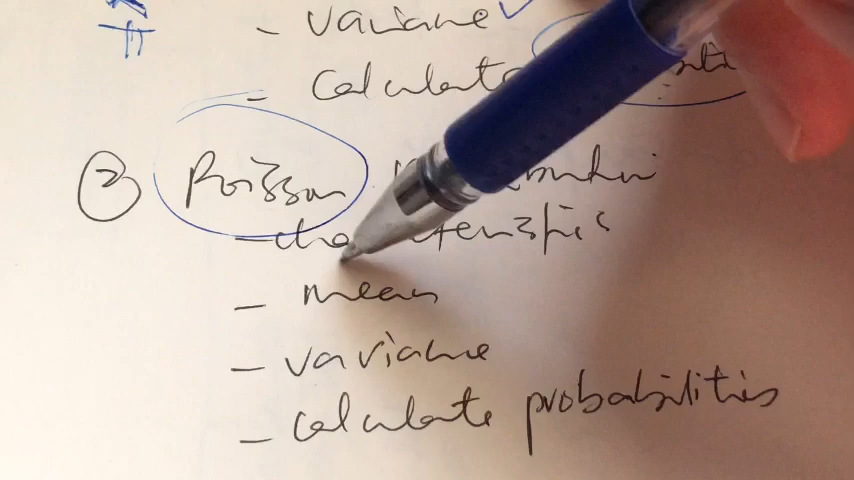 - Variance ✓
- Calculate
② Poisson
-
- mean
- variance
- calculate probabilities